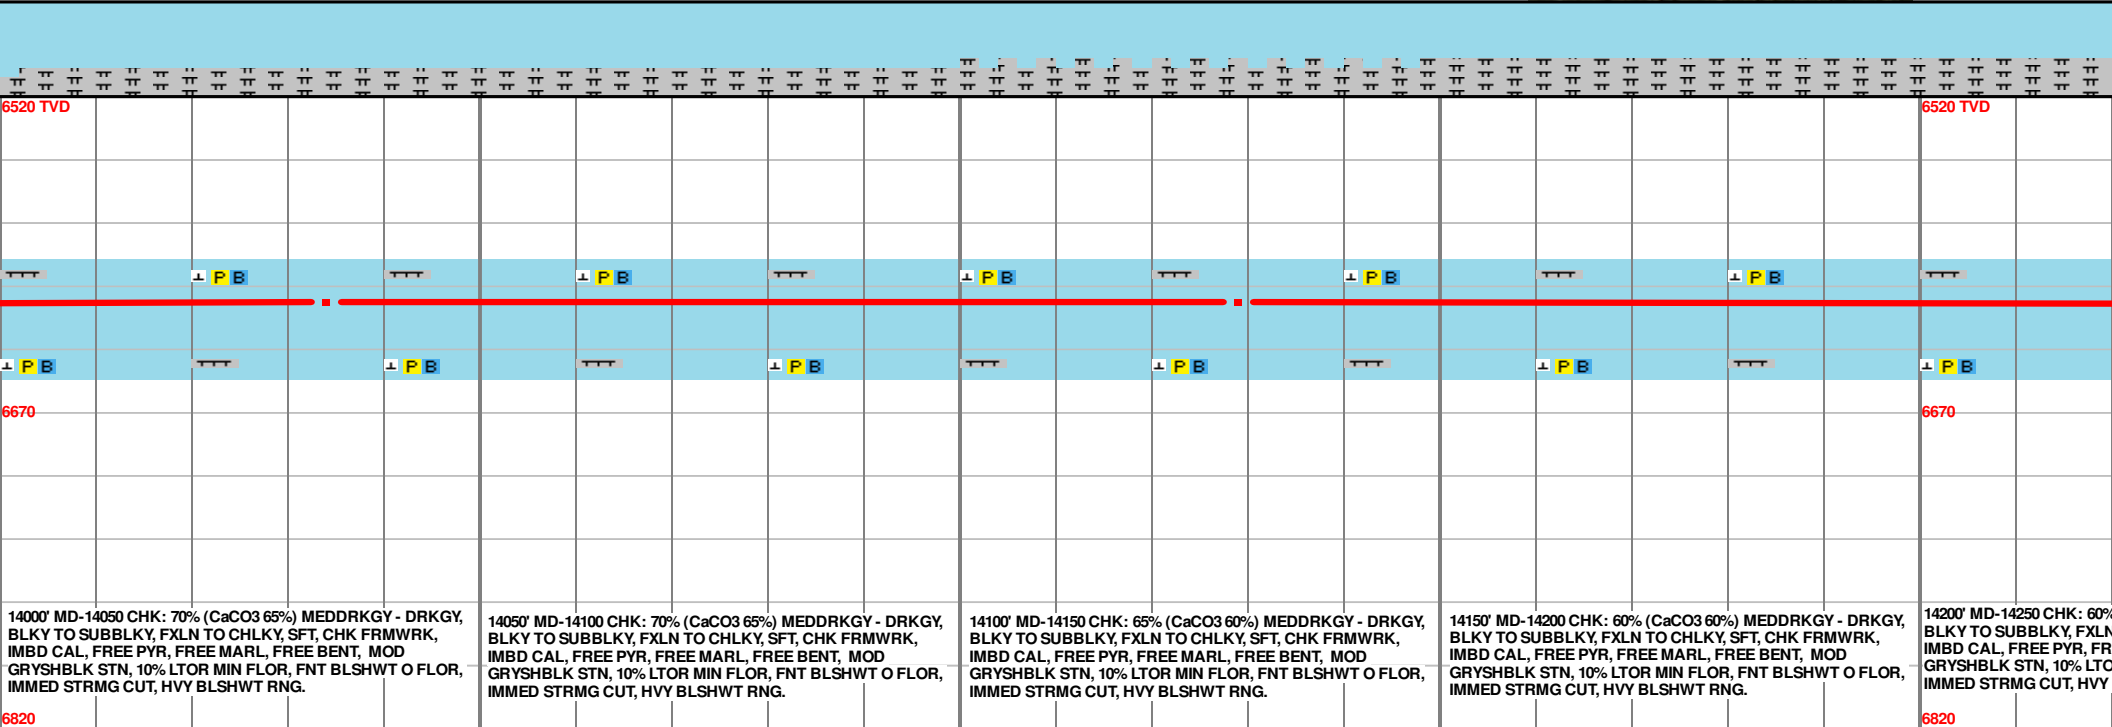 6520 TVD
6520 TVD
P B
P B
P B
P B
P B
P B
P B
P B
P B
P B
6670
6670
14000' MD-14050 CHK: 70% (CaCO3 65%) MEDDRKGY - DRKGY,
BLKY TO SUBBLKY, FXLN TO CHLKY, SFT, CHK FRMWRK,
IMBD CAL, FREE PYR, FREE MARL, FREE BENT, MOD
GRYSHBLK STN, 10% LTOR MIN FLOR, FNT BLSHWT O FLOR,
IMMED STRMG CUT, HVY BLSHWT RNG.
14050' MD-14100 CHK: 70% (CaCO3 65%) MEDDRKGY - DRKGY,
BLKY TO SUBBLKY, FXLN TO CHLKY, SFT, CHK FRMWRK,
IMBD CAL, FREE PYR, FREE MARL, FREE BENT, MOD
GRYSHBLK STN, 10% LTOR MIN FLOR, FNT BLSHWT O FLOR,
IMMED STRMG CUT, HVY BLSHWT RNG.
14100' MD-14150 CHK: 65% (CaCO3 60%) MEDDRKGY - DRKGY,
BLKY TO SUBBLKY, FXLN TO CHLKY, SFT, CHK FRMWRK,
IMBD CAL, FREE PYR, FREE MARL, FREE BENT, MOD
GRYSHBLK STN, 10% LTOR MIN FLOR, FNT BLSHWT O FLOR,
IMMED STRMG CUT, HVY BLSHWT RNG.
14150' MD-14200 CHK: 60% (CaCO3 60%) MEDDRKGY - DRKGY,
BLKY TO SUBBLKY, FXLN TO CHLKY, SFT, CHK FRMWRK,
IMBD CAL, FREE PYR, FREE MARL, FREE BENT, MOD
GRYSHBLK STN, 10% LTOR MIN FLOR, FNT BLSHWT O FLOR,
IMMED STRMG CUT, HVY BLSHWT RNG.
14200' MD-14250 CHK: 60%
BLKY TO SUBBLKY, FXLN
IMBD CAL, FREE PYR, FR
GRYSHBLK STN, 10% LTO
IMMED STRMG CUT, HVY
6820
6820